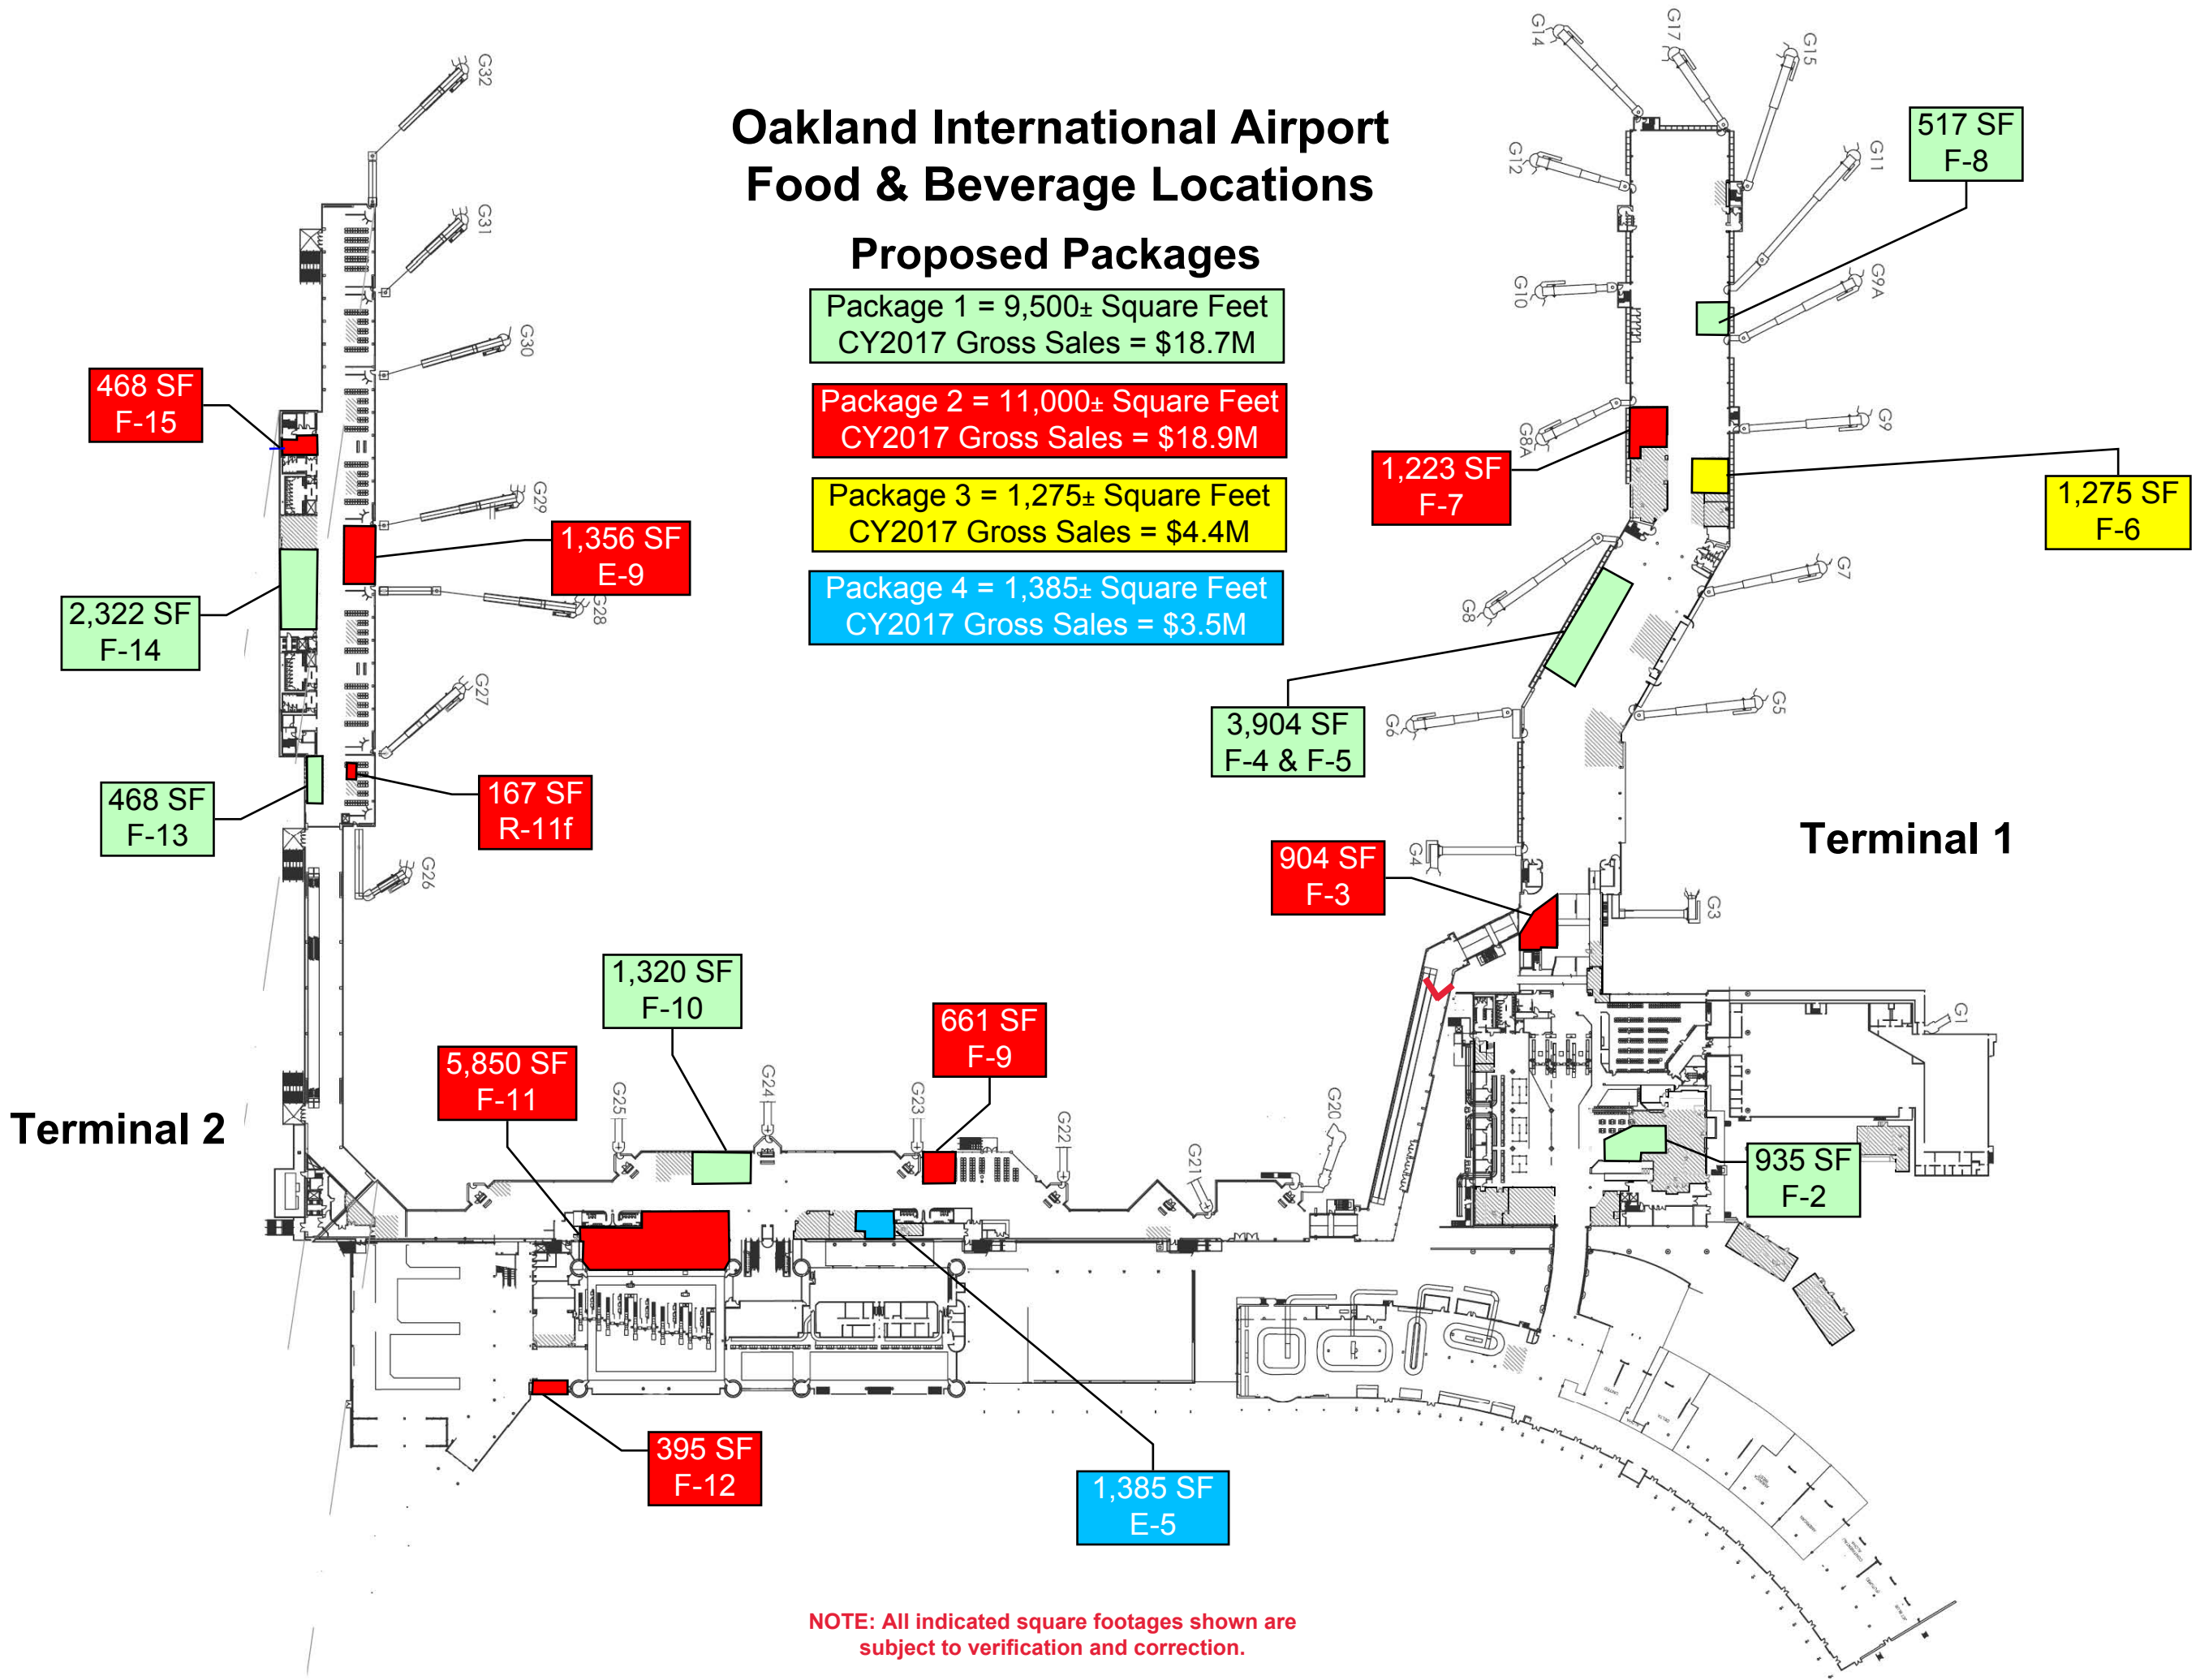 Oakland International Airport
Food & Beverage Locations
Proposed Packages
Package 1 = 9,500± Square Feet
CY2017 Gross Sales = $18.7M
Package 2 = 11,000± Square Feet
CY2017 Gross Sales = $18.9M
Package 3 = 1,275± Square Feet
CY2017 Gross Sales = $4.4M
Package 4 = 1,385± Square Feet
CY2017 Gross Sales = $3.5M
G32
G31
G30
G29
G28
G27
G26
468 SF
F-15
1,356 SF
E-9
2,322 SF
F-14
468 SF
F-13
167 SF
R-11f
Terminal 2
G14
G17
G15
G12
G11
G10
G9A
G8A
G9
G8
G7
G6
G5
G4
G3
G1
517 SF
F-8
1,223 SF
F-7
1,275 SF
F-6
3,904 SF
F-4 & F-5
904 SF
F-3
Terminal 1
935 SF
F-2
1,320 SF
F-10
661 SF
F-9
5,850 SF
F-11
G25
G24
G23
G22
G21
G20
395 SF
F-12
1,385 SF
E-5
NOTE: All indicated square footages shown are
subject to verification and correction.